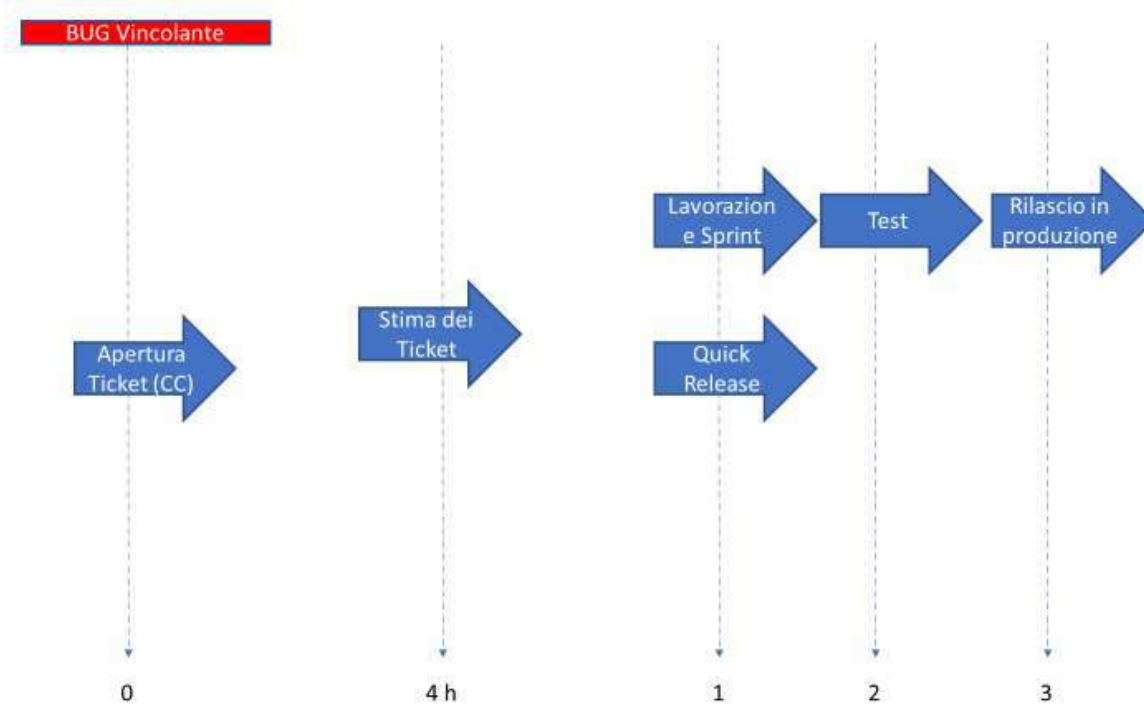 BUG Vincolante
Lavorazion
e Sprint
Test
Rilascio in
produzione
Stima dei
Ticket
Apertura
Ticket (CC)
Quick
Release
0
4 h
1
2
3